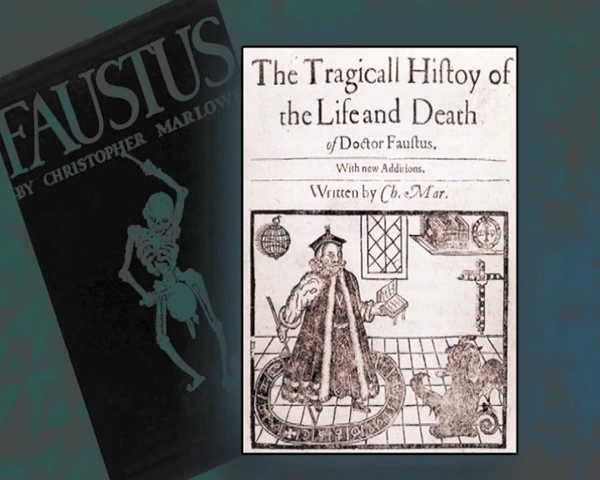 FAUSTUS
BY CHRISTOPHER MARLOW
The Tragicall Hiſtoy of
the Life and Death
of Doctor Fauſtus.
With new Additions.
Written by Ch. Mar.